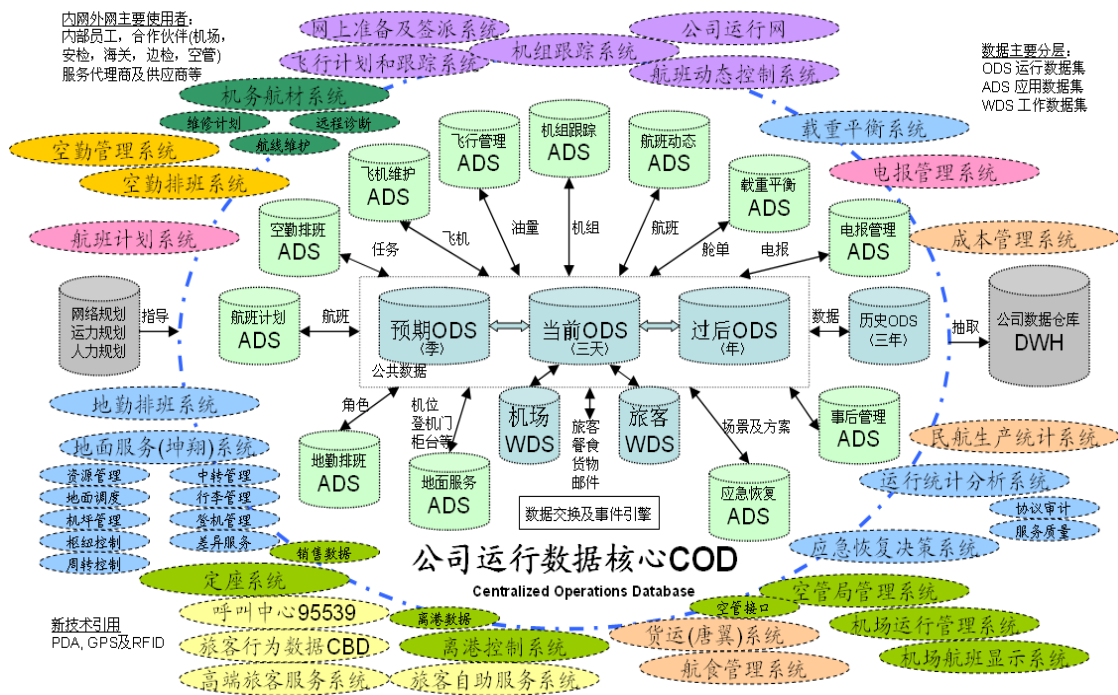 内网外网主要使用者:
内部员工，合作伙伴(机场，
安检，海关，边检，空管)
服务代理商及供应商等
网上准备及签派系统
飞行计划和跟踪系统
机组跟踪系统
公司运行网
航班动态控制系统
数据主要分层:
ODS 运行数据集
ADS 应用数据集
WDS 工作数据集
机务航材系统
维修计划
远程诊断
航线维护
空勤管理系统
空勤排班系统
航班计划系统
载重平衡系统
电报管理系统
成本管理系统
空勤排班
ADS
飞机维护
ADS
飞行管理
ADS
机组跟踪
ADS
航班动态
ADS
载重平衡
ADS
电报管理
ADS
任务
飞机
油量
机组
航班
舱单
电报
网络规划
运力规划
人力规划
指导
航班计划
ADS
航班
预期ODS
(季)
当前ODS
(三天)
过后ODS
(年)
数据
历史ODS
(三年)
抽取
公司数据仓库
DWH
公共数据
角色
机位
登机门
柜台等
机场
WDS
旅客
餐食
货物
邮件
旅客
WDS
场景及方案
事后管理
ADS
地勤排班
ADS
地面服务
ADS
应急恢复
ADS
数据交换及事件引擎
地勤排班系统
地面服务(坤翔)系统
资源管理
中转管理
地面调度
行李管理
机坪管理
登机管理
枢纽控制
差异服务
周转控制
民航生产统计系统
运行统计分析系统
协议审计
服务质量
应急恢复决策系统
公司运行数据核心COD
Centralized Operations Database
销售数据
定座系统
呼叫中心95539
旅客行为数据CBD
高端旅客服务系统
离港数据
离港控制系统
旅客自助服务系统
空管接口
空管局管理系统
机场运行管理系统
机场航班显示系统
货运(唐翼)系统
航食管理系统
新技术引用
PDA, GPS及RFID